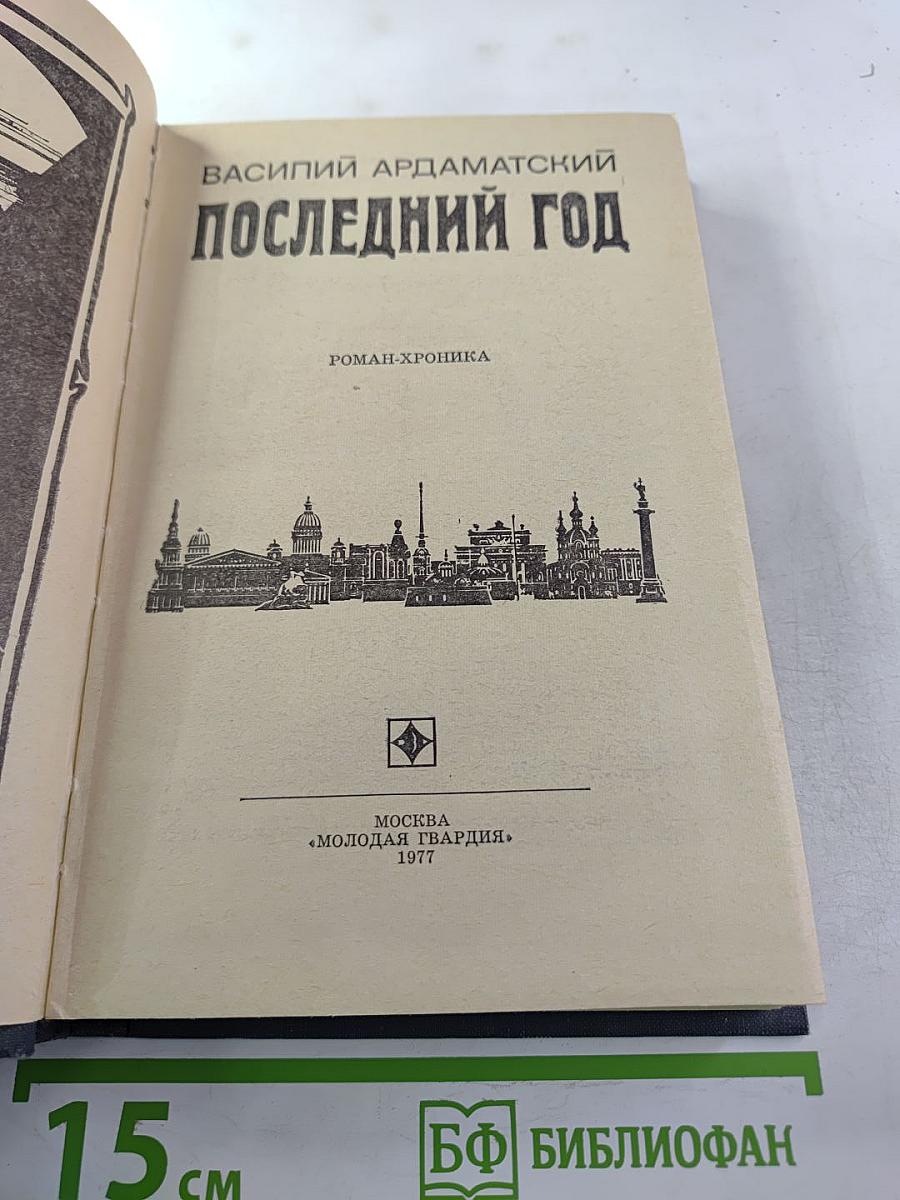 ВАСИЛИЙ АРДАМАТСКИЙ
ПОСЛЕДНИЙ ГОД
РОМАН-ХРОНИКА
МОСКВА
«МОЛОДАЯ ГВАРДИЯ»
1977
15 см
БФ БИБЛИОФАН